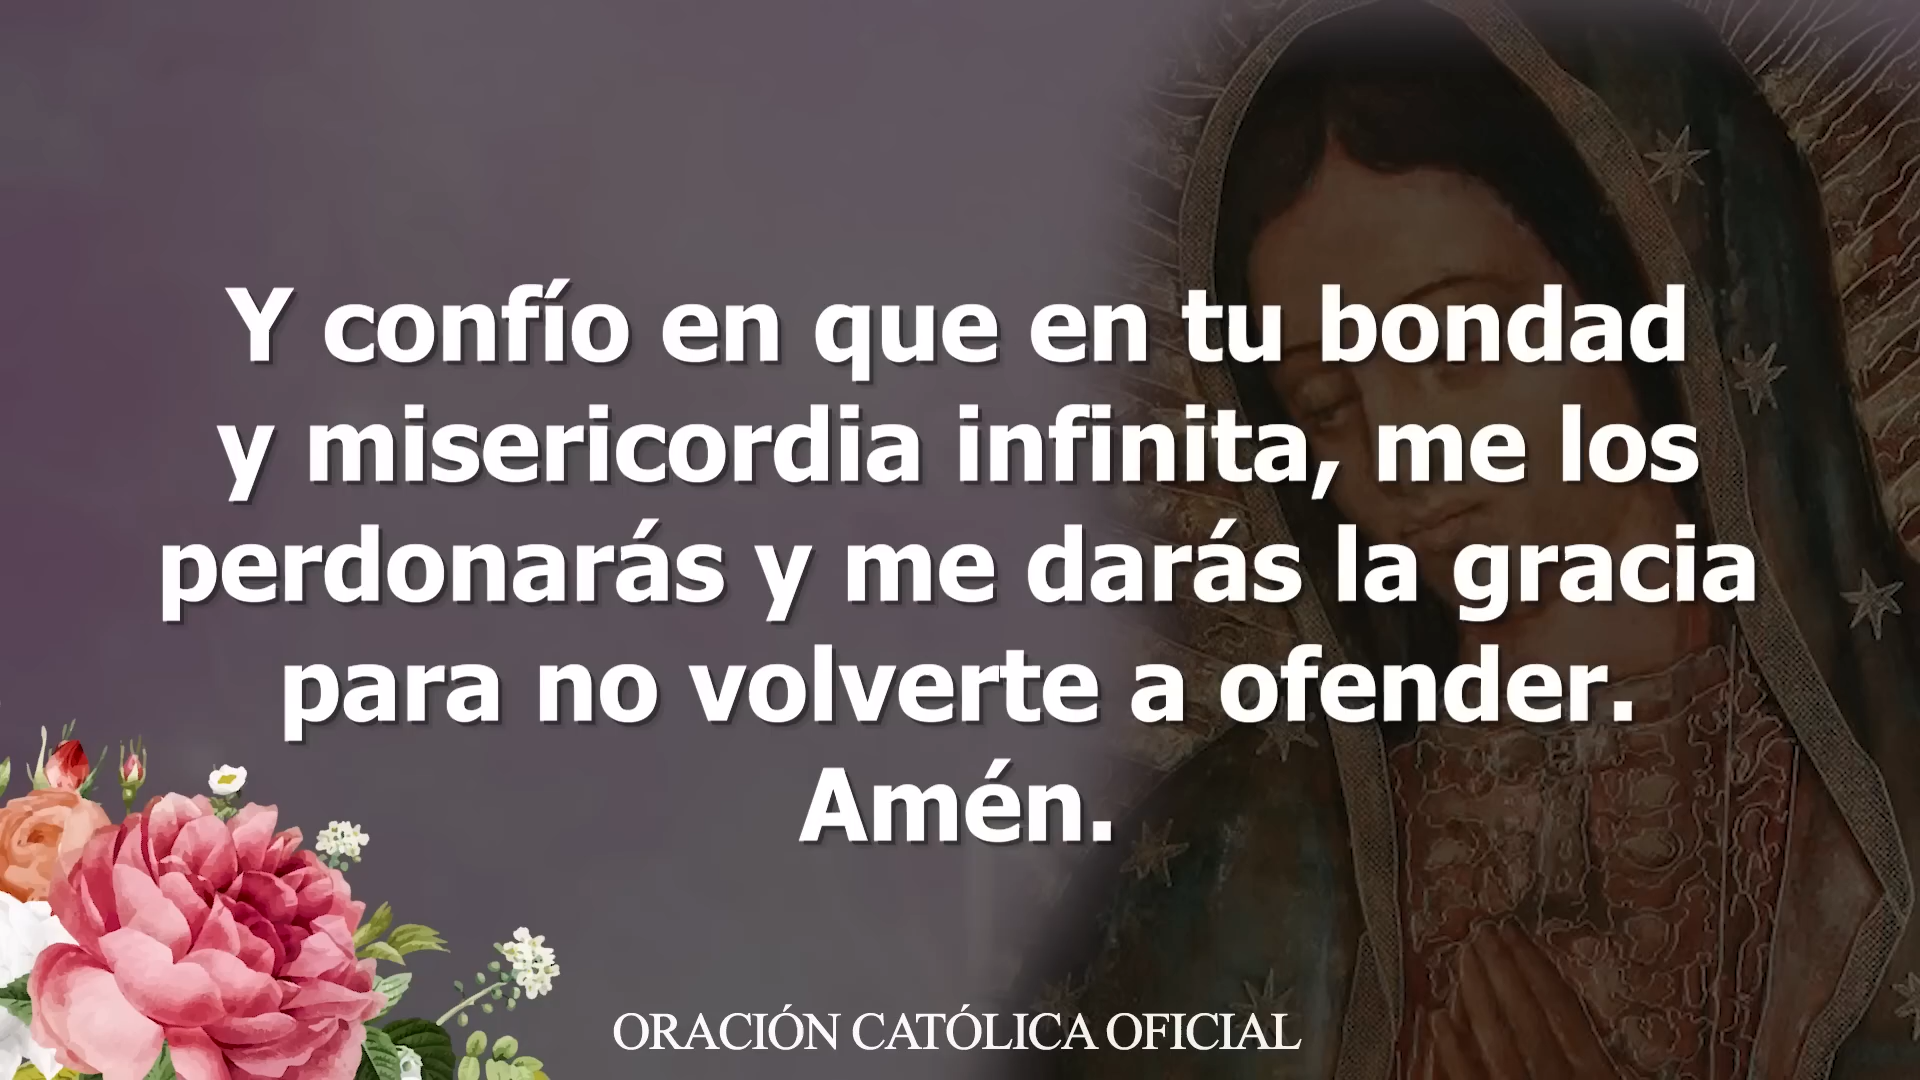 Y confío en que en tu bondad
y misericordia infinita, me los
perdonarás y me darás la gracia
para no volverte a ofender.
Amén.
ORACIÓN CATÓLICA OFICIAL